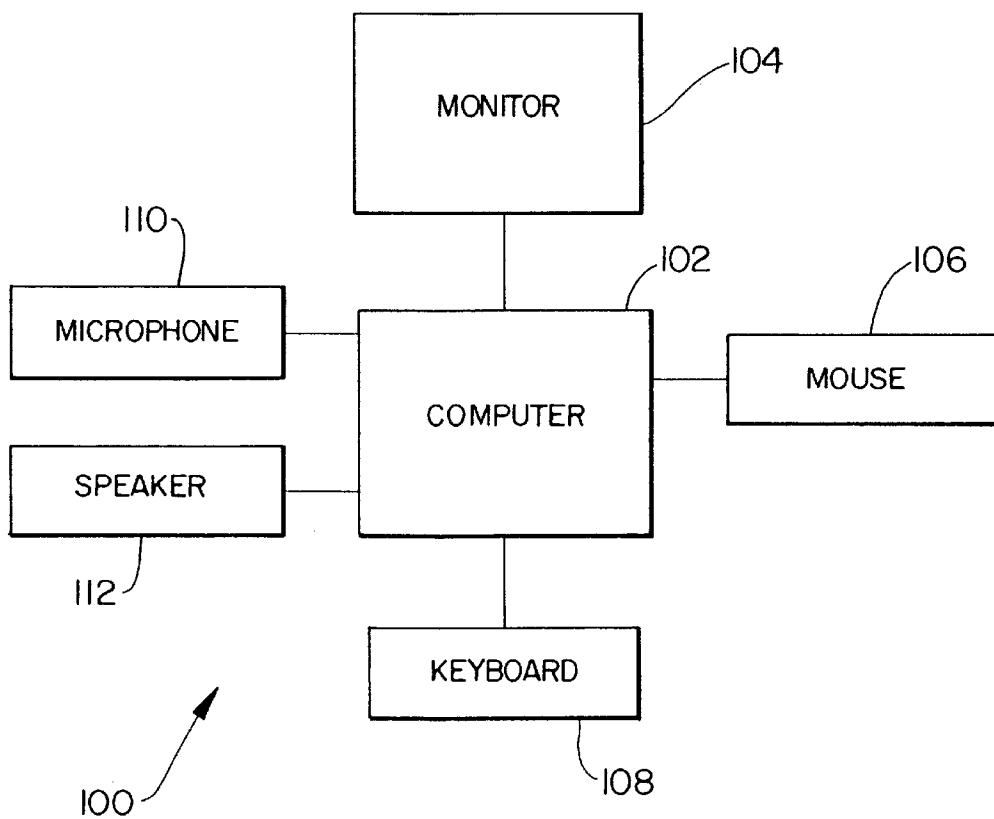 MONITOR
104
110
102
106
MICROPHONE
MOUSE
COMPUTER
SPEAKER
112
KEYBOARD
100
108